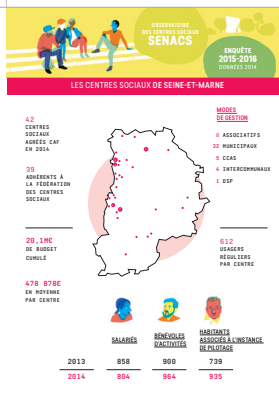 OBSERVATOIRE
DES CENTRES SOCIAUX
SENACS
ENQUÊTE
2015-2016
DONNÉES 2014
LES CENTRES SOCIAUX DE SEINE-ET-MARNE
42
CENTRES
SOCIAUX
AGRÉÉS CAF
EN 2014
39
ADHÉRENTS À
LA FÉDÉRATION
DES CENTRES
SOCIAUX
20,1M€
DE BUDGET
CUMULÉ
478 878€
EN MOYENNE
PAR CENTRE
MODES
DE GESTION
8 ASSOCIATIFS
22 MUNICIPAUX
5 CCAS
4 INTERCOMMUNAUX
1 DSP
612
USAGERS
RÉGULIERS
PAR CENTRE
SALARIÉS
BÉNÉVOLES
D'ACTIVITÉS
HABITANTS
ASSOCIÉS À L'INSTANCE
DE PILOTAGE
2013 858 900 739
2014 804 964 935